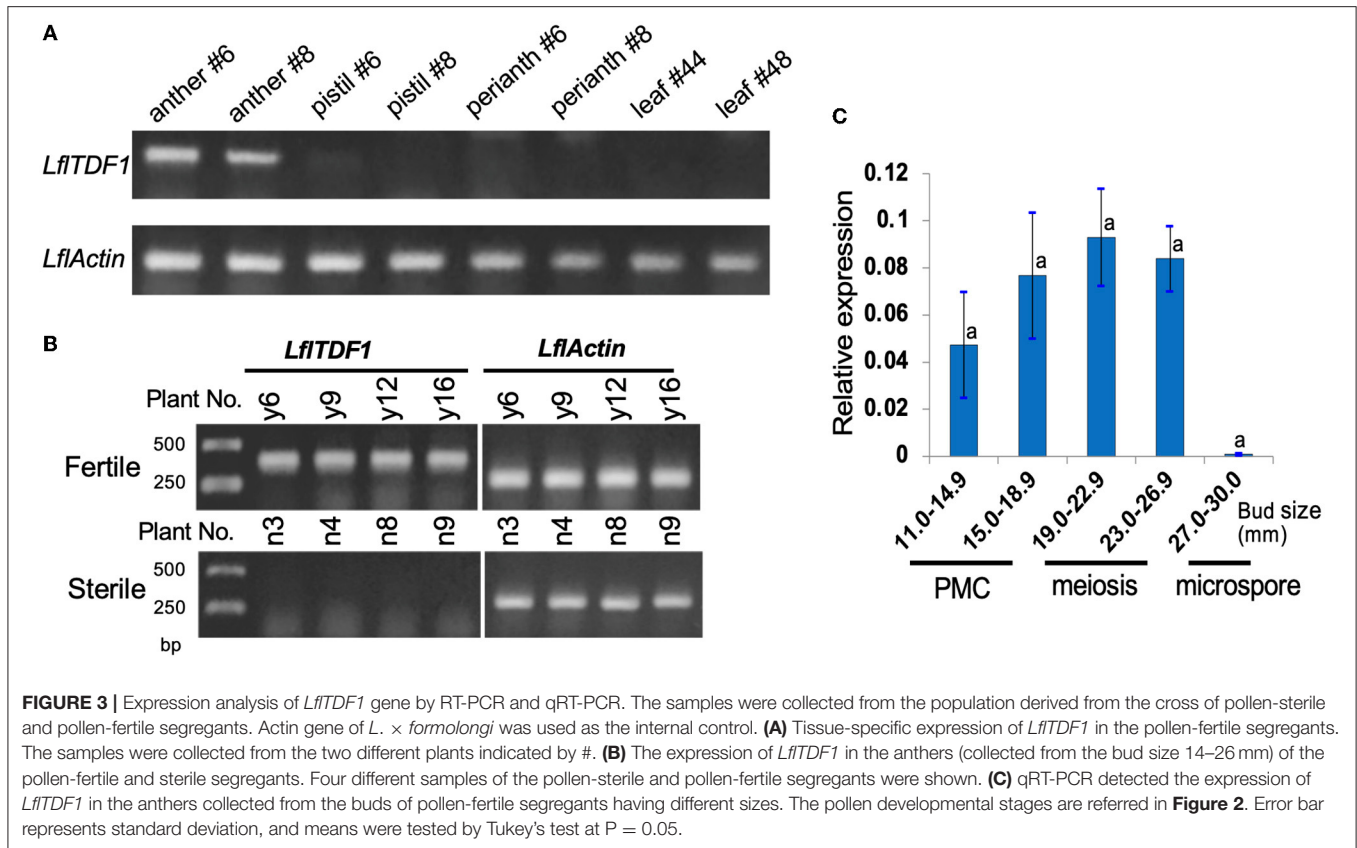 A
anther #6 anther #8 pistil #6 pistil #8 perianth #6 perianth #8 leaf #44 leaf #48
LflTDF1
LflActin
B
LflTDF1 LflActin
Plant No. y6 y9 y12 y16 y6 y9 y12 y16
500
Fertile
250
Plant No. n3 n4 n8 n9 n3 n4 n8 n9
500
Sterile
250
bp
C
Relative expression
0.12
0.1
0.08
0.06
0.04
0.02
0
a a a a a
11.0-14.9 15.0-18.9 19.0-22.9 23.0-26.9 27.0-30.0
Bud size
(mm)
PMC meiosis microspore
FIGURE 3 | Expression analysis of LflTDF1 gene by RT-PCR and qRT-PCR. The samples were collected from the population derived from the cross of pollen-sterile
and pollen-fertile segregants. Actin gene of L. × formolongi was used as the internal control. (A) Tissue-specific expression of LflTDF1 in the pollen-fertile segregants.
The samples were collected from the two different plants indicated by #. (B) The expression of LflTDF1 in the anthers (collected from the bud size 14–26 mm) of the
pollen-fertile and sterile segregants. Four different samples of the pollen-sterile and pollen-fertile segregants were shown. (C) qRT-PCR detected the expression of
LflTDF1 in the anthers collected from the buds of pollen-fertile segregants having different sizes. The pollen developmental stages are referred in Figure 2. Error bar
represents standard deviation, and means were tested by Tukey's test at P = 0.05.